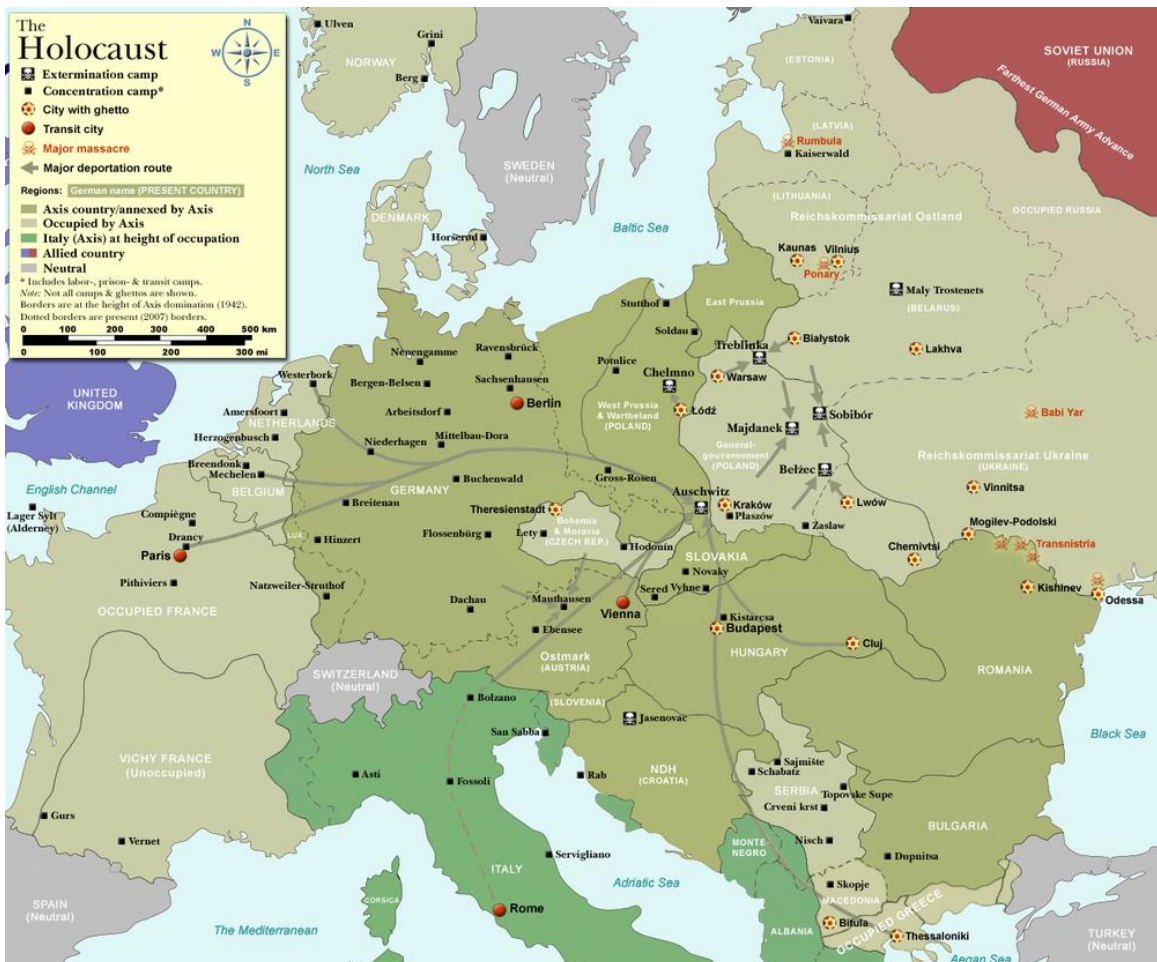 The
Holocaust
N
W
E
S
Extermination camp
Concentration camp*
City with ghetto
Transit city
Major massacre
Major deportation route
Regions: German name (PRESENT COUNTRY)
Axis country/annexed by Axis
Occupied by Axis
Italy (Axis) at height of occupation
Allied country
Neutral
* Includes labor-, prison- & transit camps.
Note: Not all camps & ghettos are shown.
Borders are at the height of Axis domination (1942).
Dotted borders are present (2007) borders.
0 100 200 300 400 500 km
0 100 200 300 mi
Ulven
Grini
NORWAY
Berg
Vaivara
(ESTONIA)
SOVIET UNION
(RUSSIA)
Farthest German Army Advance
North Sea
SWEDEN
(Neutral)
(LATVIA)
Rumbula
Kaiserwald
DENMARK
Horserød
Baltic Sea
(LITHUANIA)
Reichskommissariat Ostland
OCCUPIED RUSSIA
Kaunas
Vilnius
Ponary
Maly Trostenets
(BELARUS)
Stutthof
East Prussia
Soldau
Treblinka
Białystok
Lakhva
UNITED
KINGDOM
Westerbork
Neuengamme
Ravensbrück
Potulice
Chełmno
Warsaw
Bergen-Belsen
Sachsenhausen
Berlin
Amersfoort
NETHERLANDS
Arbeitsdorf
West Prussia
& Wartheland
(POLAND)
Łódź
Sobibór
Babi Yar
Herzogenbusch
Niederhagen
Mittelbau-Dora
Majdanek
General-
gouvernement
(POLAND)
Reichskommissariat Ukraine
(UKRAINE)
Breendonk
Mechelen
BELGIUM
English Channel
GERMANY
Buchenwald
Gross-Rosen
Bełżec
Vinnitsa
Lager Sylt
(Alderney)
Compiègne
Breitenau
Theresienstadt
Auschwitz
Kraków
Płaszów
Lwów
Drancy
Paris
LUX.
Hinzert
Flossenbürg
Lety
Bohemia
& Moravia
(CZECH REP.)
Hodonín
Żasław
Mogilev-Podolski
Transnistria
Chernivtsi
SLOVAKIA
Pithiviers
Natzweiler-Struthof
Novaky
Sered
Vyhne
Kishinev
Odessa
OCCUPIED FRANCE
Dachau
Mauthausen
Vienna
Kistarcsa
Budapest
Ebensee
HUNGARY
Cluj
Ostmark
(AUSTRIA)
ROMANIA
SWITZERLAND
(Neutral)
Bolzano
(SLOVENIA)
Jasenovac
San Sabba
Black Sea
VICHY FRANCE
(Unoccupied)
Asti
Fossoli
Rab
NDH
(CROATIA)
Sajmište
Schabatz
SERBIA
Topovske Supe
Crveni krst
Gurs
Vernet
Nisch
BULGARIA
MONTE-
NEGRO
Servigliano
Dupnitsa
ITALY
Adriatic Sea
SPAIN
(Neutral)
CORSICA
Skopje
MACEDONIA
Rome
The Mediterranean
Bitula
OCCUPIED GREECE
ALBANIA
Thessaloniki
Aegan Sea
TURKEY
(Neutral)